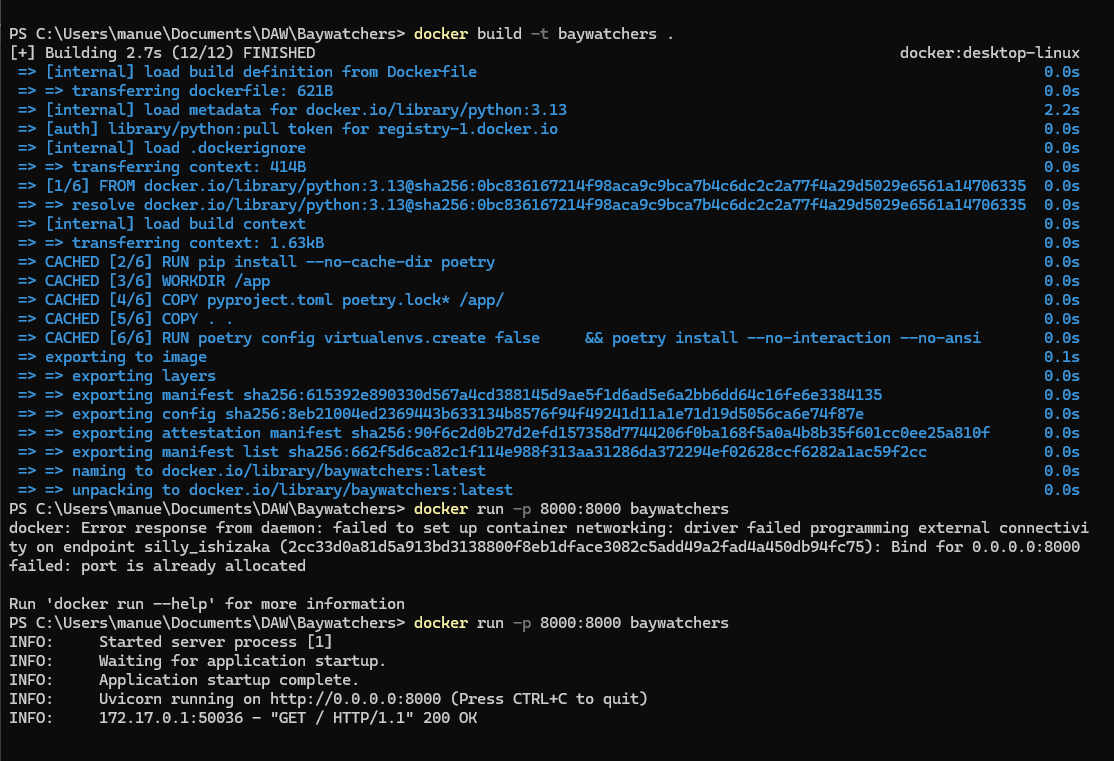 PS C:\Users\manue\Documents\DAW\Baywatchers> docker build -t baywatchers .
[+] Building 2.7s (12/12) FINISHED docker:desktop-linux
=> [internal] load build definition from Dockerfile 0.0s
=> => transferring dockerfile: 621B 0.0s
=> [internal] load metadata for docker.io/library/python:3.13 2.2s
=> [auth] library/python:pull token for registry-1.docker.io 0.0s
=> [internal] load .dockerignore 0.0s
=> => transferring context: 414B 0.0s
=> [1/6] FROM docker.io/library/python:3.13@sha256:0bc836167214f98aca9c9bca7b4c6dc2c2a77f4a29d5029e6561a14706335 0.0s
=> => resolve docker.io/library/python:3.13@sha256:0bc836167214f98aca9c9bca7b4c6dc2c2a77f4a29d5029e6561a14706335 0.0s
=> [internal] load build context 0.0s
=> => transferring context: 1.63kB 0.0s
=> CACHED [2/6] RUN pip install --no-cache-dir poetry 0.0s
=> CACHED [3/6] WORKDIR /app 0.0s
=> CACHED [4/6] COPY pyproject.toml poetry.lock* /app/ 0.0s
=> CACHED [5/6] COPY . . 0.0s
=> CACHED [6/6] RUN poetry config virtualenvs.create false     && poetry install --no-interaction --no-ansi 0.0s
=> exporting to image 0.1s
=> => exporting layers 0.0s
=> => exporting manifest sha256:615392e890330d567a4cd388145d9ae5f1d6ad5e6a2bb6dd64c16fe6e3384135 0.0s
=> => exporting config sha256:8eb21004ed2369443b633134b8576f94f49241d11a1e71d19d5056ca6e74f87e 0.0s
=> => exporting attestation manifest sha256:90f6c2d0b27d2efd157358d7744206f0ba168f5a0a4b8b35f601cc0ee25a810f 0.0s
=> => exporting manifest list sha256:662f5d6ca82c1f114e988f313aa31286da372294ef02628ccf6282a1ac59f2cc 0.0s
=> => naming to docker.io/library/baywatchers:latest 0.0s
=> => unpacking to docker.io/library/baywatchers:latest 0.0s
PS C:\Users\manue\Documents\DAW\Baywatchers> docker run -p 8000:8000 baywatchers
docker: Error response from daemon: failed to set up container networking: driver failed programming external connectivi
ty on endpoint silly_ishizaka (2cc33d0a81d5a913bd3138800f8eb1dface3082c5add49a2fad4a450db94fc75): Bind for 0.0.0.0:8000
failed: port is already allocated
Run 'docker run --help' for more information
PS C:\Users\manue\Documents\DAW\Baywatchers> docker run -p 8000:8000 baywatchers
INFO:     Started server process [1]
INFO:     Waiting for application startup.
INFO:     Application startup complete.
INFO:     Uvicorn running on http://0.0.0.0:8000 (Press CTRL+C to quit)
INFO:     172.17.0.1:50036 - "GET / HTTP/1.1" 200 OK